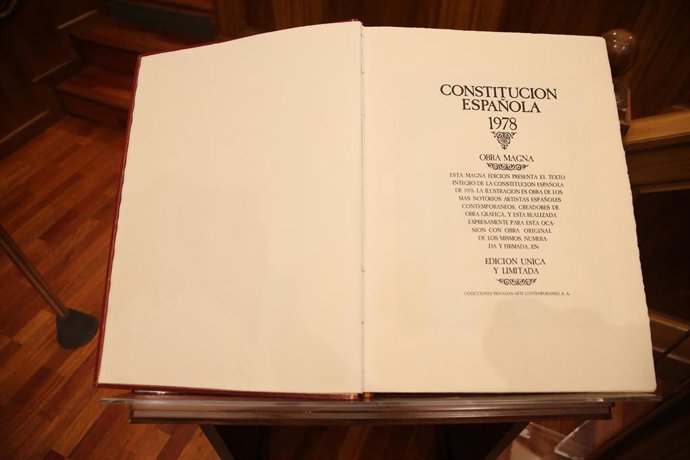 CONSTITUCION
ESPAÑOLA
1978
OBRA MAGNA
ESTA MAGNA EDICION PRESENTA EL TEXTO
INTEGRO DE LA CONSTITUCION ESPAÑOLA
DE 1978. LA ILUSTRACION ES OBRA DE LOS
MAS NOTORIOS ARTISTAS ESPAÑOLES
CONTEMPORANEOS, CREADORES DE
OBRA GRAFICA, Y ESTA REALIZADA
EXPRESAMENTE PARA ESTA OCA-
SION CON OBRA ORIGINAL
DE LOS MISMOS, NUMERA-
DA Y FIRMADA, EN:
EDICION UNICA
Y LIMITADA
COLECCIONES PRIVADAS ARTE CONTEMPORANEO, S. A.